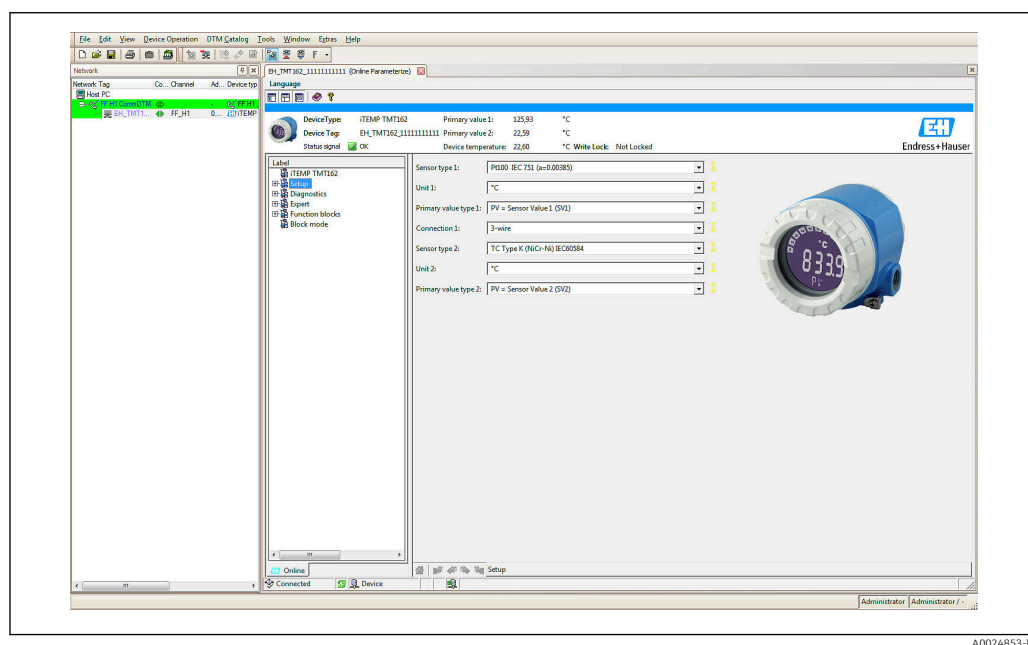 File Edit View Device Operation DTM Catalog Tools Window Extras Help
Network
EH_TMT162_11111111111 (Online Parameterize)
Network Tag Co... Channel Ad... Device typ
Host PC
FF H1 CommDTM - FF H1
EH_TMT1... FF_H1 0... iTEMP
Language
DeviceType: iTEMP TMT162 Primary value 1: 125,93 °C
Device Tag: EH_TMT162_11111111111 Primary value 2: 22,59 °C
Status signal OK Device temperature: 22,60 °C Write Lock: Not Locked
EH
Endress+Hauser
Label
iTEMP TMT162
Setup
Diagnostics
Expert
Function blocks
Block mode
Sensor type 1: Pt100 IEC 751 (a=0.00385)
Unit 1: °C
Primary value type 1: PV = Sensor Value 1 (SV1)
Connection 1: 3-wire
Sensor type 2: TC Type K (NiCr-Ni) IEC60584
Unit 2: °C
Primary value type 2: PV = Sensor Value 2 (SV2)
°C
833.9
PV
Online
Setup
Connected Device
Administrator Administrator / -